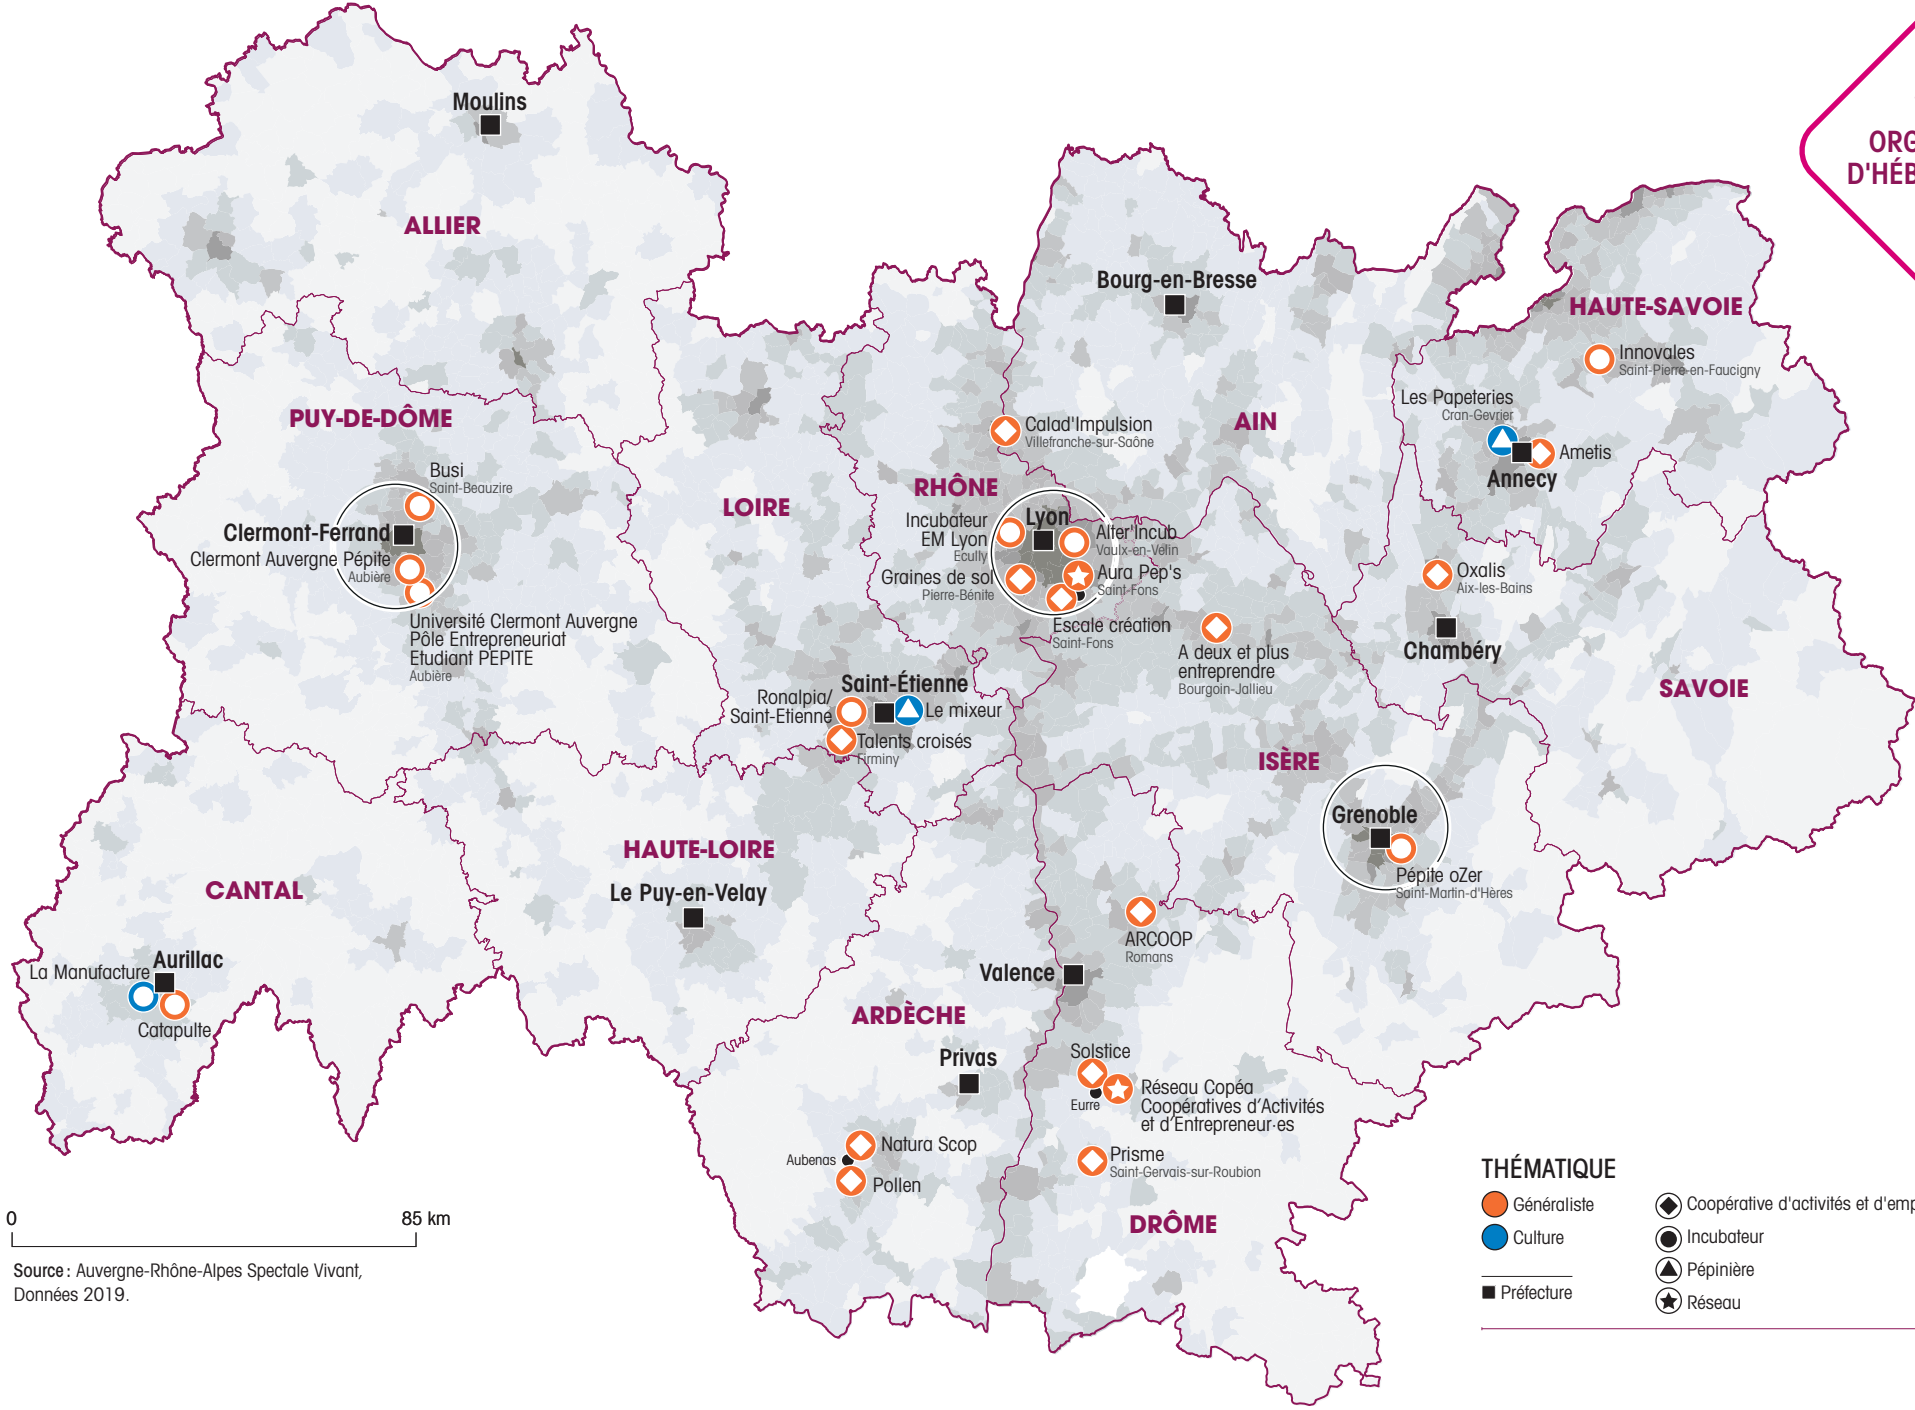 ORG
D'HÉB
Moulins
ALLIER
Bourg-en-Bresse
HAUTE-SAVOIE
Innovales
Saint-Pierre-en-Faucigny
Les Papeteries
Cran-Gevrier
Ametis
Annecy
PUY-DE-DÔME
Busi
Saint-Beauzire
Clermont-Ferrand
Clermont Auvergne Pépite
Aubière
Université Clermont Auvergne
Pôle Entrepreneuriat
Etudiant PEPITE
Aubière
LOIRE
Calad'Impulsion
Villefranche-sur-Saône
AIN
RHÔNE
Lyon
Incubateur
EM Lyon
Ecully
Alter'Incub
Vaulx-en-Velin
Graines de sol
Pierre-Bénite
Aura Pep's
Saint-Fons
Escale création
Saint-Fons
A deux et plus
entreprendre
Bourgoin-Jallieu
Oxalis
Aix-les-Bains
Chambéry
SAVOIE
Saint-Étienne
Ronalpia/
Saint-Etienne
Le mixeur
Talents croisés
Firminy
ISÈRE
Grenoble
Pépite oZer
Saint-Martin-d'Hères
HAUTE-LOIRE
Le Puy-en-Velay
CANTAL
Aurillac
La Manufacture
Catapulte
ARCOOP
Romans
Valence
ARDÈCHE
Privas
Solstice
Eurre
Réseau Copéa
Coopératives d'Activités
et d'Entrepreneur·es
Natura Scop
Aubenas
Pollen
Prisme
Saint-Gervais-sur-Roubion
DRÔME
0 85 km
Source : Auvergne-Rhône-Alpes Spectale Vivant,
Données 2019.
THÉMATIQUE
Généraliste
Culture
Préfecture
Coopérative d'activités et d'emp
Incubateur
Pépinière
Réseau